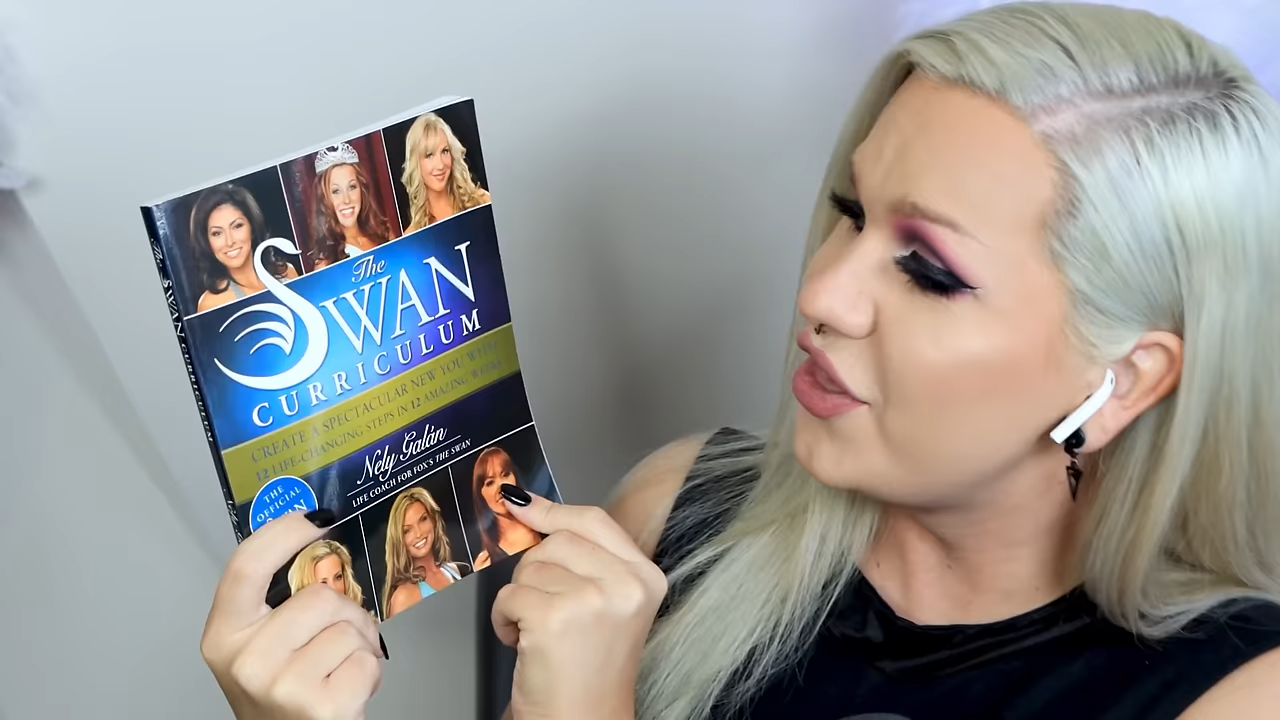 The
SWAN
CURRICULUM
CREATE A SPECTACULAR NEW YOU WITH
12 LIFE-CHANGING STEPS IN 12 AMAZING WEEKS
Nely Galán
LIFE COACH FOR FOX'S THE SWAN
THE
OFFICIAL
SWAN
The SWAN CURRICULUM